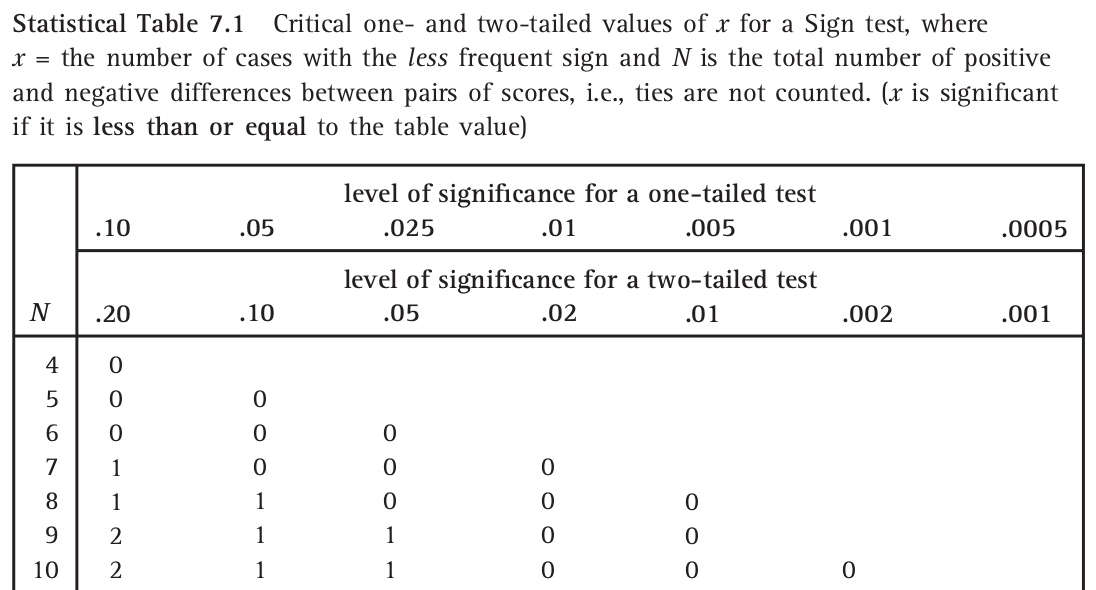 Statistical Table 7.1 Critical one- and two-tailed values of x for a Sign test, where
x = the number of cases with the less frequent sign and N is the total number of positive
and negative differences between pairs of scores, i.e., ties are not counted. (x is significant
if it is less than or equal to the table value)
level of significance for a one-tailed test
.10 .05 .025 .01 .005 .001 .0005
level of significance for a two-tailed test
N .20 .10 .05 .02 .01 .002 .001
4 0
5 0 0
6 0 0 0
7 1 0 0 0
8 1 1 0 0 0
9 2 1 1 0 0
10 2 1 1 0 0 0